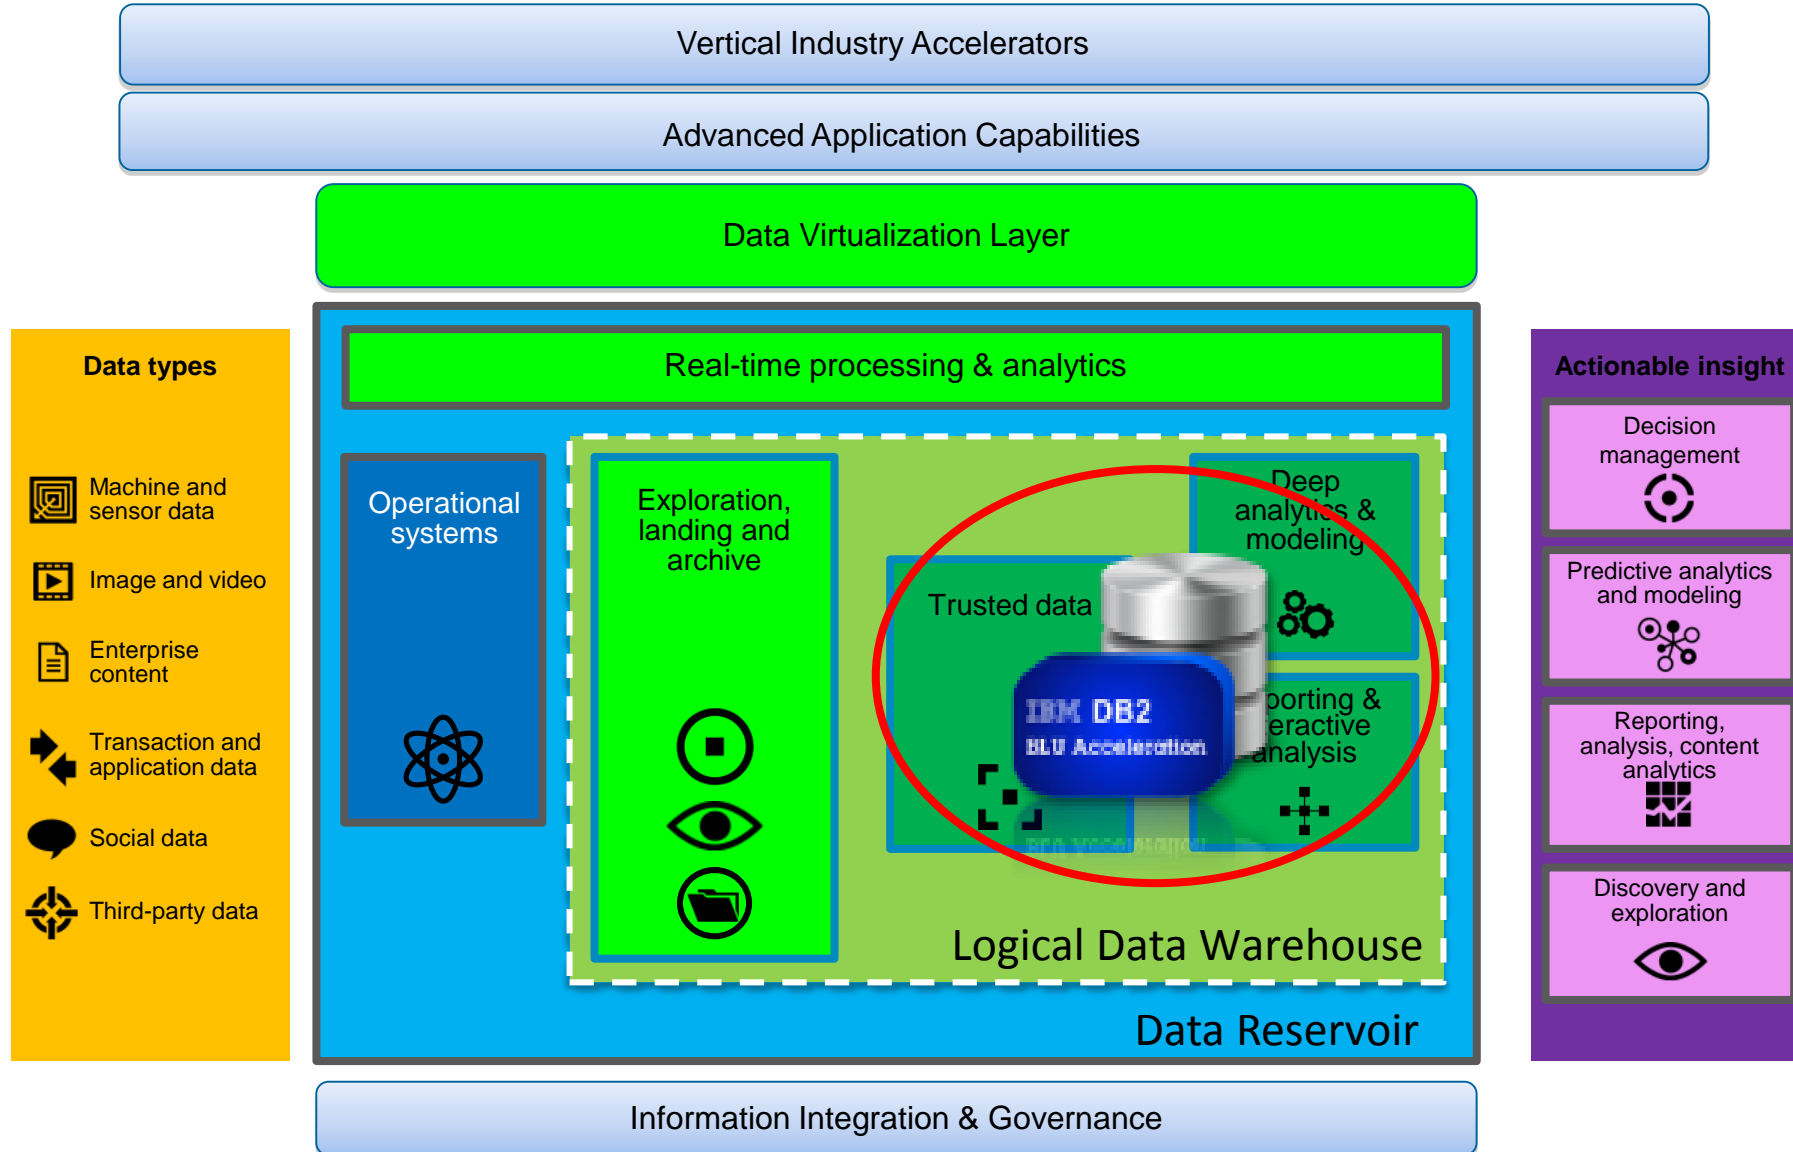 Vertical Industry Accelerators
Advanced Application Capabilities
Data Virtualization Layer
Data types
Machine and
sensor data
Image and video
Enterprise
content
Transaction and
application data
Social data
Third-party data
Real-time processing & analytics
Operational
systems
Exploration,
landing and
archive
Trusted data
Deep
analytics &
modeling
IBM DB2
BLU Acceleration
porting &
eractive
analysis
Logical Data Warehouse
Data Reservoir
Actionable insight
Decision
management
Predictive analytics
and modeling
Reporting,
analysis, content
analytics
Discovery and
exploration
Information Integration & Governance